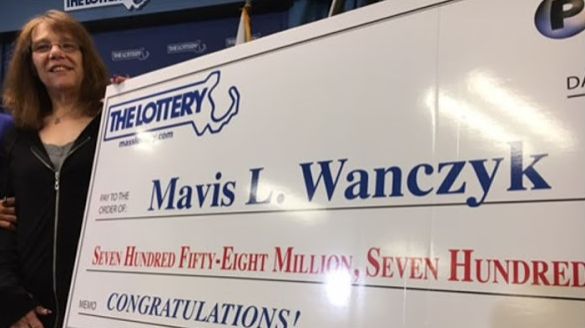 THE LOTTERY
THE LOTTERY
masslottery.com
P
DA
PAY TO THE
ORDER OF:
Mavis L. Wanczyk
SEVEN HUNDRED FIFTY-EIGHT MILLION, SEVEN HUNDRED
MEMO
CONGRATULATIONS!